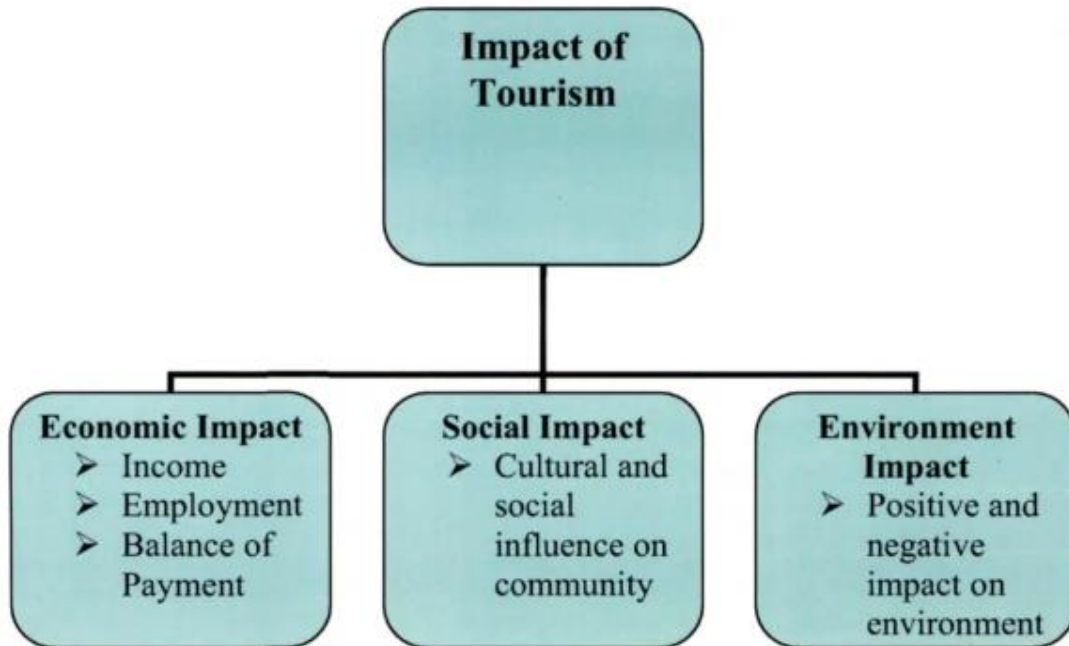 Impact of
Tourism
Economic Impact
➢ Income
➢ Employment
➢ Balance of
Payment
Social Impact
➢ Cultural and
social
influence on
community
Environment
Impact
➢ Positive and
negative
impact on
environment